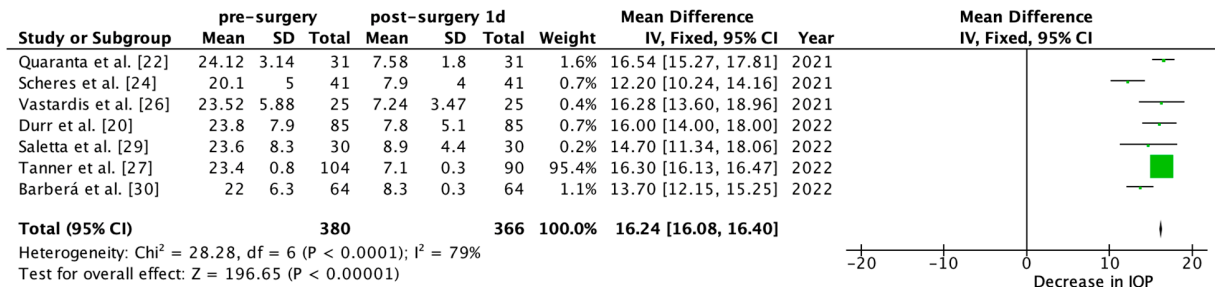 pre-surgery post-surgery 1d Mean Difference Mean Difference
Study or Subgroup Mean SD Total Mean SD Total Weight IV, Fixed, 95% CI Year IV, Fixed, 95% CI
Quaranta et al. [22] 24.12 3.14 31 7.58 1.8 31 1.6% 16.54 [15.27, 17.81] 2021
Scheres et al. [24] 20.1 5 41 7.9 4 41 0.7% 12.20 [10.24, 14.16] 2021
Vastardis et al. [26] 23.52 5.88 25 7.24 3.47 25 0.4% 16.28 [13.60, 18.96] 2021
Durr et al. [20] 23.8 7.9 85 7.8 5.1 85 0.7% 16.00 [14.00, 18.00] 2022
Saletta et al. [29] 23.6 8.3 30 8.9 4.4 30 0.2% 14.70 [11.34, 18.06] 2022
Tanner et al. [27] 23.4 0.8 104 7.1 0.3 90 95.4% 16.30 [16.13, 16.47] 2022
Barberá et al. [30] 22 6.3 64 8.3 0.3 64 1.1% 13.70 [12.15, 15.25] 2022
Total (95% CI) 380 366 100.0% 16.24 [16.08, 16.40]
Heterogeneity: Chi² = 28.28, df = 6 (P < 0.0001); I² = 79%
Test for overall effect: Z = 196.65 (P < 0.00001)
-20 -10 0 10 20
Decrease in IOP